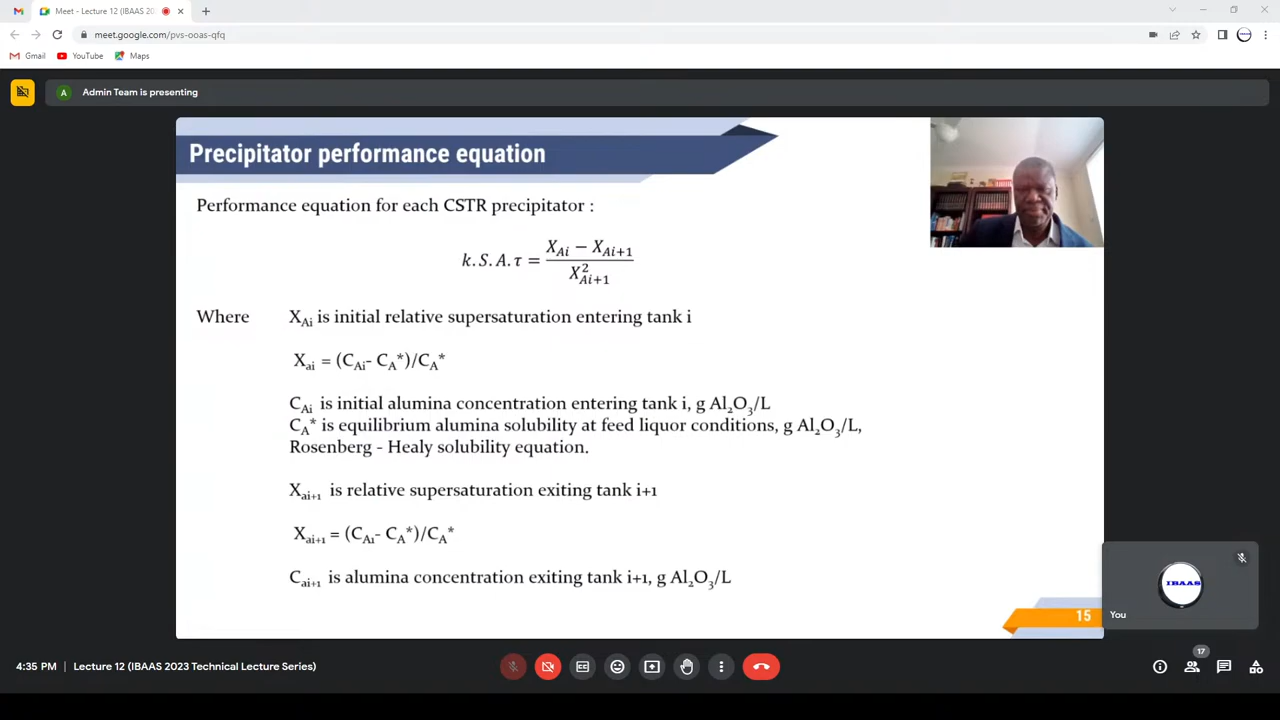 Meet - Lecture 12 (IBAAS 202
meet.google.com/pvs-ooas-qfq
Gmail YouTube Maps
A Admin Team is presenting
Precipitator performance equation
Performance equation for each CSTR precipitator :
k.S.A.τ = (X_Ai − X_Ai+1) / X²_Ai+1
Where X_Ai is initial relative supersaturation entering tank i
X_ai = (C_Ai- C_A*)/C_A*
C_Ai is initial alumina concentration entering tank i, g Al₂O₃/L
C_A* is equilibrium alumina solubility at feed liquor conditions, g Al₂O₃/L,
Rosenberg - Healy solubility equation.
X_ai+1 is relative supersaturation exiting tank i+1
X_ai+1 = (C_A1- C_A*)/C_A*
C_ai+1 is alumina concentration exiting tank i+1, g Al₂O₃/L
15
IBAAS
You
4:35 PM | Lecture 12 (IBAAS 2023 Technical Lecture Series)
17